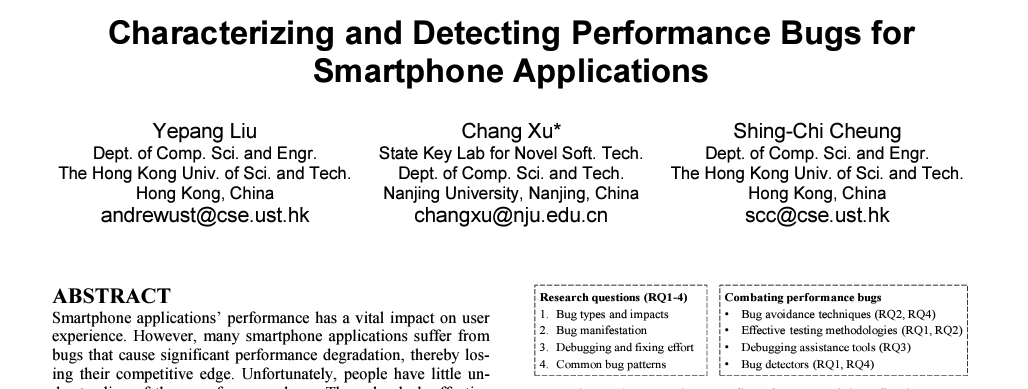 Characterizing and Detecting Performance Bugs for
Smartphone Applications
Yepang Liu
Dept. of Comp. Sci. and Engr.
The Hong Kong Univ. of Sci. and Tech.
Hong Kong, China
andrewust@cse.ust.hk
Chang Xu*
State Key Lab for Novel Soft. Tech.
Dept. of Comp. Sci. and Tech.
Nanjing University, Nanjing, China
changxu@nju.edu.cn
Shing-Chi Cheung
Dept. of Comp. Sci. and Engr.
The Hong Kong Univ. of Sci. and Tech.
Hong Kong, China
scc@cse.ust.hk
ABSTRACT
Smartphone applications' performance has a vital impact on user
experience. However, many smartphone applications suffer from
bugs that cause significant performance degradation, thereby los-
ing their competitive edge. Unfortunately, people have little un-
Research questions (RQ1-4)
1. Bug types and impacts
2. Bug manifestation
3. Debugging and fixing effort
4. Common bug patterns
Combating performance bugs
• Bug avoidance techniques (RQ2, RQ4)
• Effective testing methodologies (RQ1, RQ2)
• Debugging assistance tools (RQ3)
• Bug detectors (RQ1, RQ4)